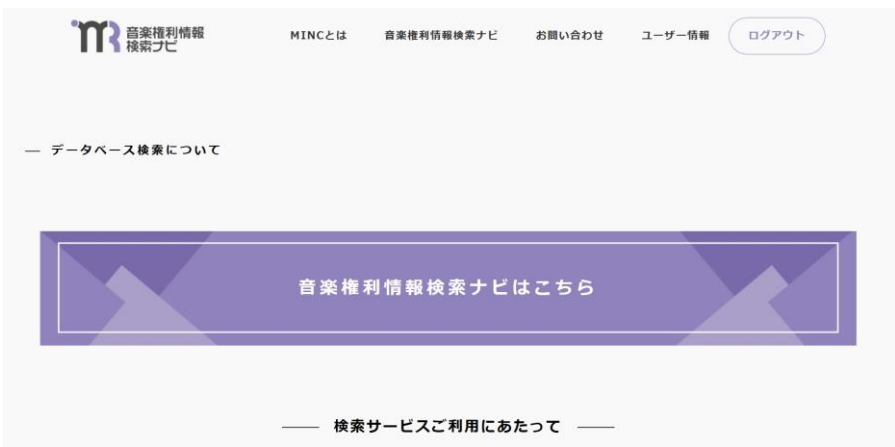 音楽権利情報
検索ナビ
MINCとは 音楽権利情報検索ナビ お問い合わせ ユーザー情報 ログアウト
データベース検索について
音楽権利情報検索ナビはこちら
検索サービスご利用にあたって